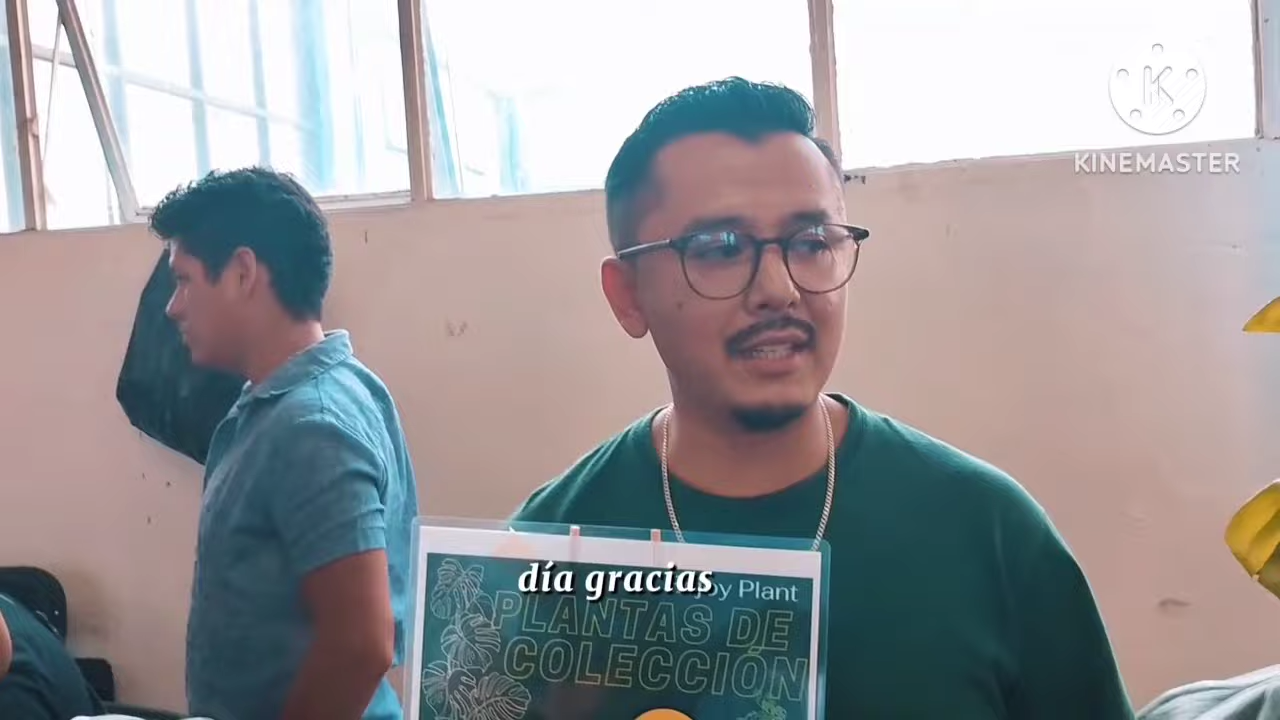 K
KINEMASTER
día gracias
Plant
PLANTAS DE
COLECCIÓN